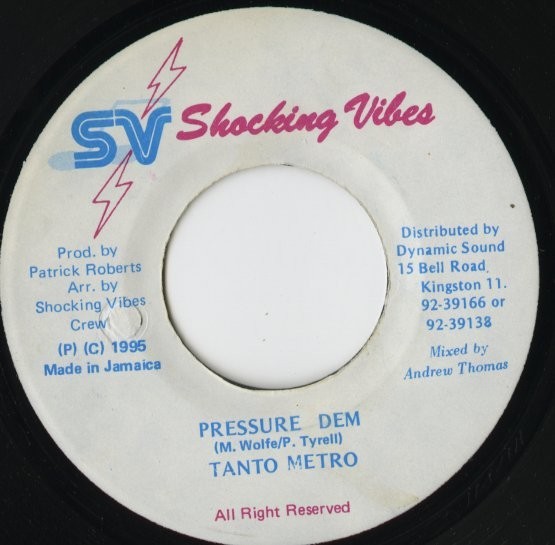 SV Shocking Vibes
Prod. by
Patrick Roberts
Arr. by
Shocking Vibes
Crew
(P) (C) 1995
Made in Jamaica
Distributed by
Dynamic Sound
15 Bell Road,
Kingston 11.
92-39166 or
92-39138
Mixed by
Andrew Thomas
PRESSURE DEM
(M. Wolfe/P. Tyrell)
TANTO METRO
All Right Reserved